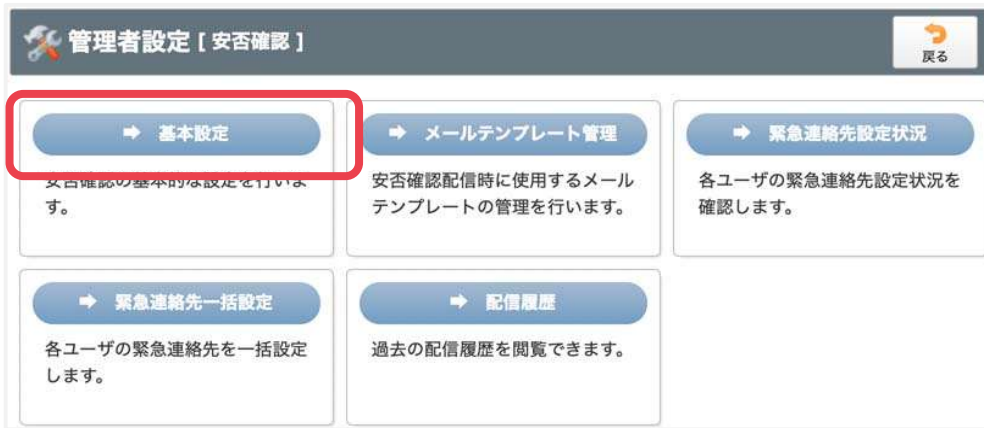 管理者設定 [ 安否確認 ]
戻る
➡ 基本設定
安否確認の基本的な設定を行いま
す。
➡ メールテンプレート管理
安否確認配信時に使用するメール
テンプレートの管理を行います。
➡ 緊急連絡先設定状況
各ユーザの緊急連絡先設定状況を
確認します。
➡ 緊急連絡先一括設定
各ユーザの緊急連絡先を一括設定
します。
➡ 配信履歴
過去の配信履歴を閲覧できます。